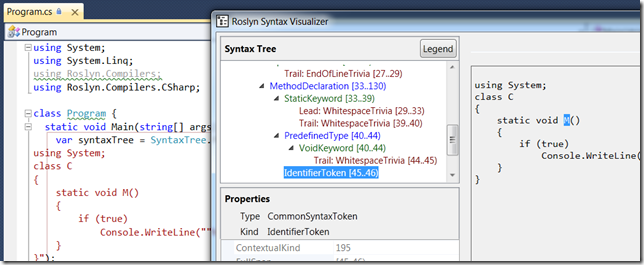 Program.cs
Program
using System;
using System.Linq;
using Roslyn.Compilers;
using Roslyn.Compilers.CSharp;
class Program {
static void Main(string[] args
var syntaxTree = SyntaxTree.
using System;
class C
{
static void M()
{
if (true)
Console.WriteLine(""
}
}");
Roslyn Syntax Visualizer
Syntax Tree
Legend
Trail: EndOfLineTrivia [27..29)
MethodDeclaration [33..130)
StaticKeyword [33..39)
Lead: WhitespaceTrivia [29..33)
Trail: WhitespaceTrivia [39..40)
PredefinedType [40..44)
VoidKeyword [40..44)
Trail: WhitespaceTrivia [44..45)
IdentifierToken [45..46)
Properties
Type CommonSyntaxToken
Kind IdentifierToken
ContextualKind 195
using System;
class C
{
static void M()
{
if (true)
Console.WriteLine(
}
}